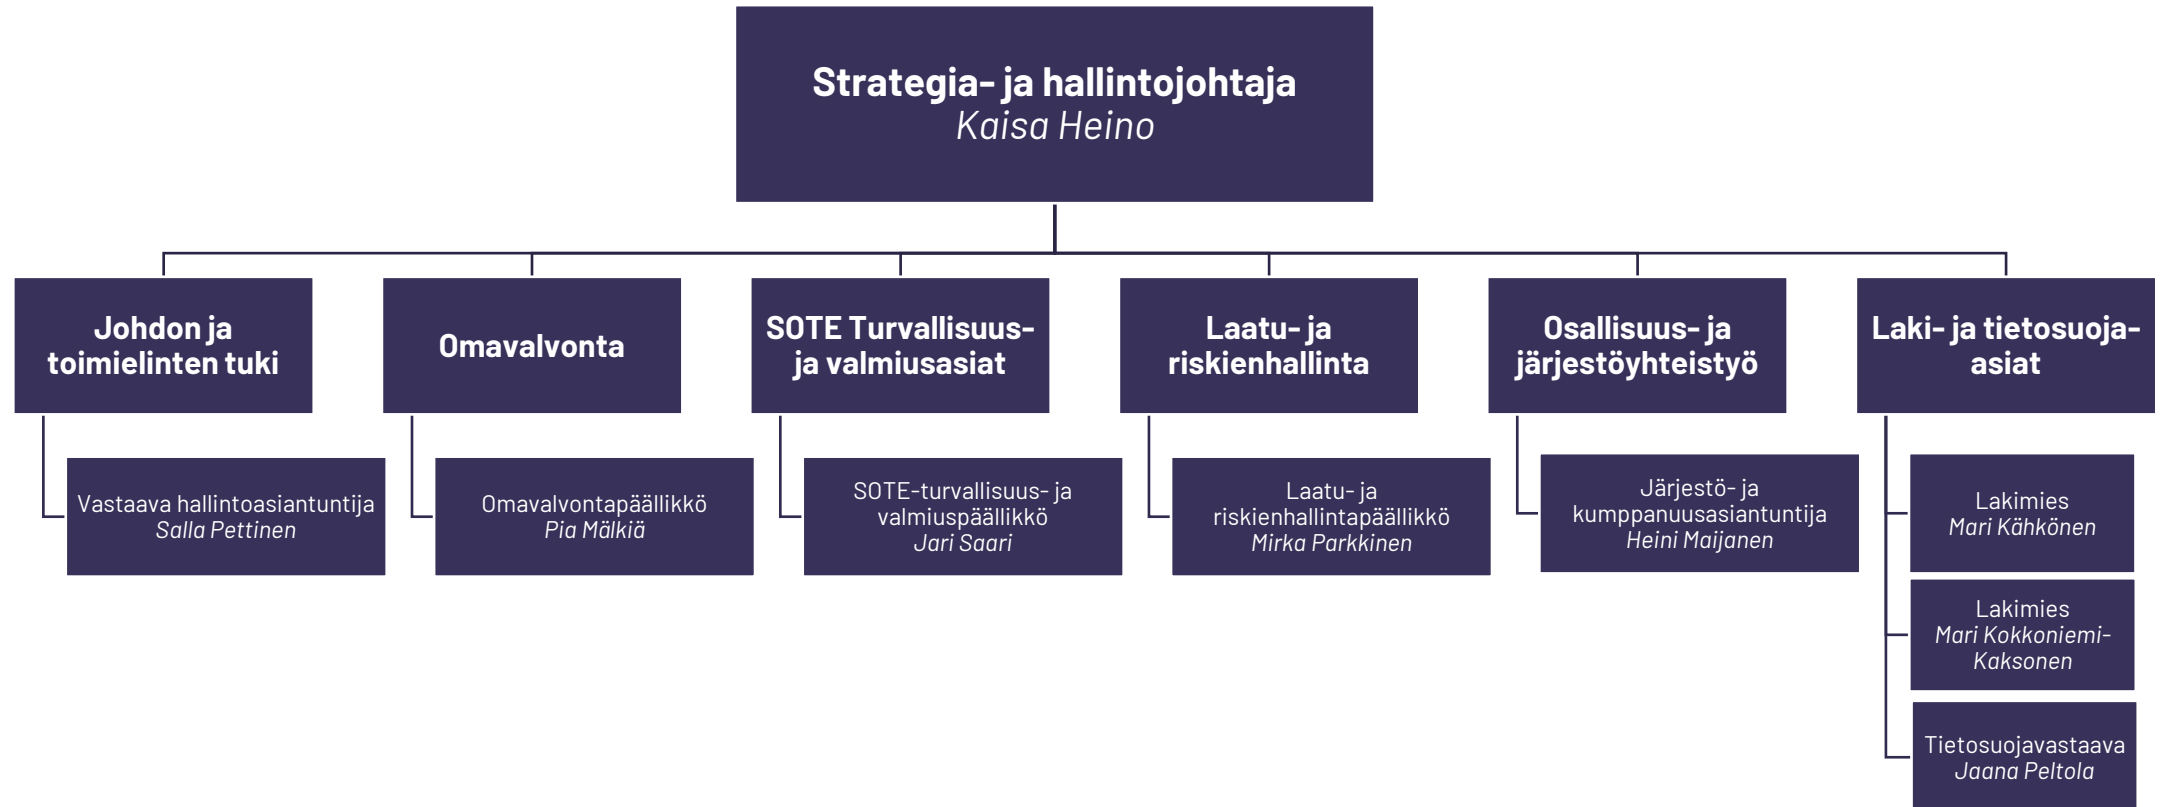 Strategia- ja hallintojohtaja
Kaisa Heino
Johdon ja
toimielinten tuki
Omavalvonta
SOTE Turvallisuus-
ja valmiusasiat
Laatu- ja
riskienhallinta
Osallisuus- ja
järjestöyhteistyö
Laki- ja tietosuoja-
asiat
Vastaava hallintoasiantuntija
Salla Pettinen
Omavalvontapäällikkö
Pia Mälkiä
SOTE-turvallisuus- ja
valmiuspäällikkö
Jari Saari
Laatu- ja
riskienhallintapäällikkö
Mirka Parkkinen
Järjestö- ja
kumppanuusasiantuntija
Heini Maijanen
Lakimies
Mari Kähkönen
Lakimies
Mari Kokkoniemi-
Kaksonen
Tietosuojavastaava
Jaana Peltola